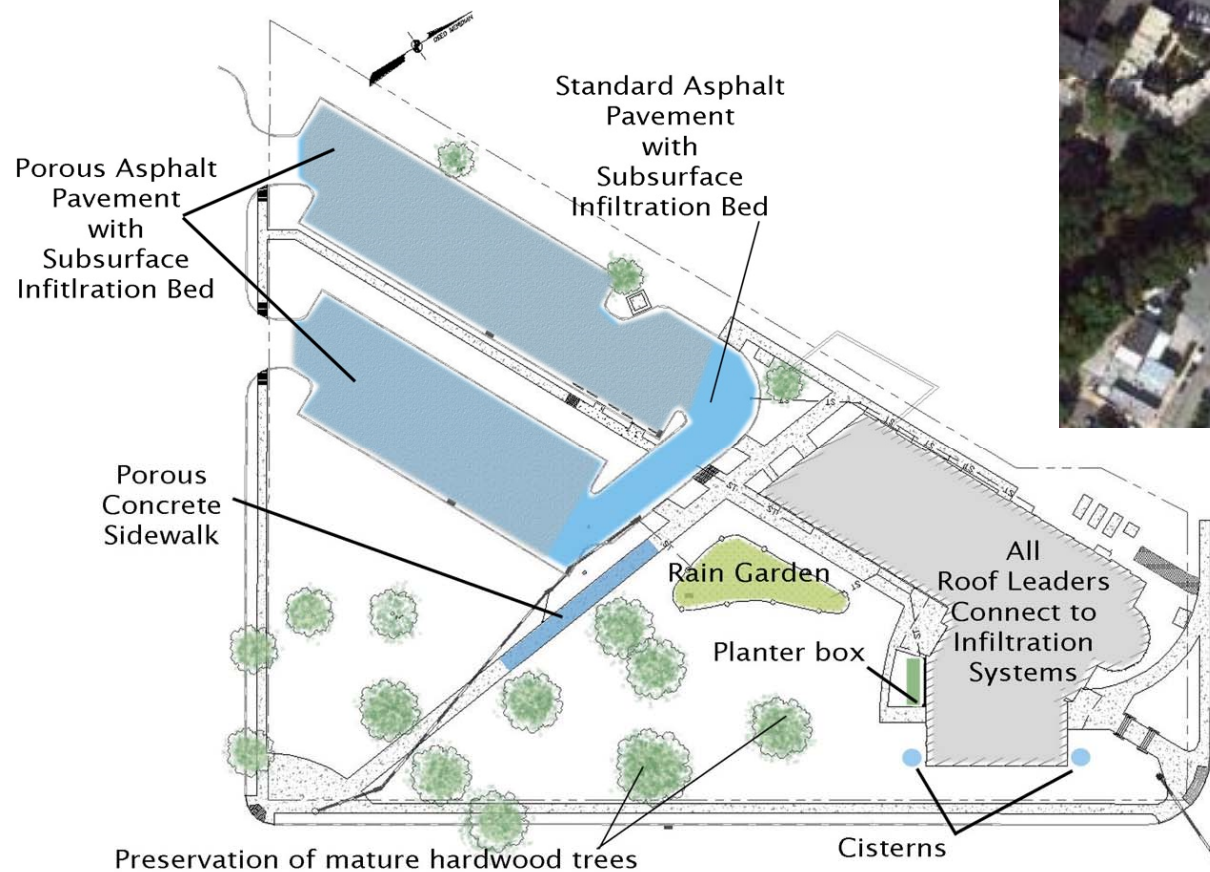 Standard Asphalt
Pavement
with
Subsurface
Infiltration Bed
Porous Asphalt
Pavement
with
Subsurface
Infitlration Bed
Porous
Concrete
Sidewalk
Rain Garden
All
Roof Leaders
Connect to
Infiltration
Systems
Planter box
Cisterns
Preservation of mature hardwood trees